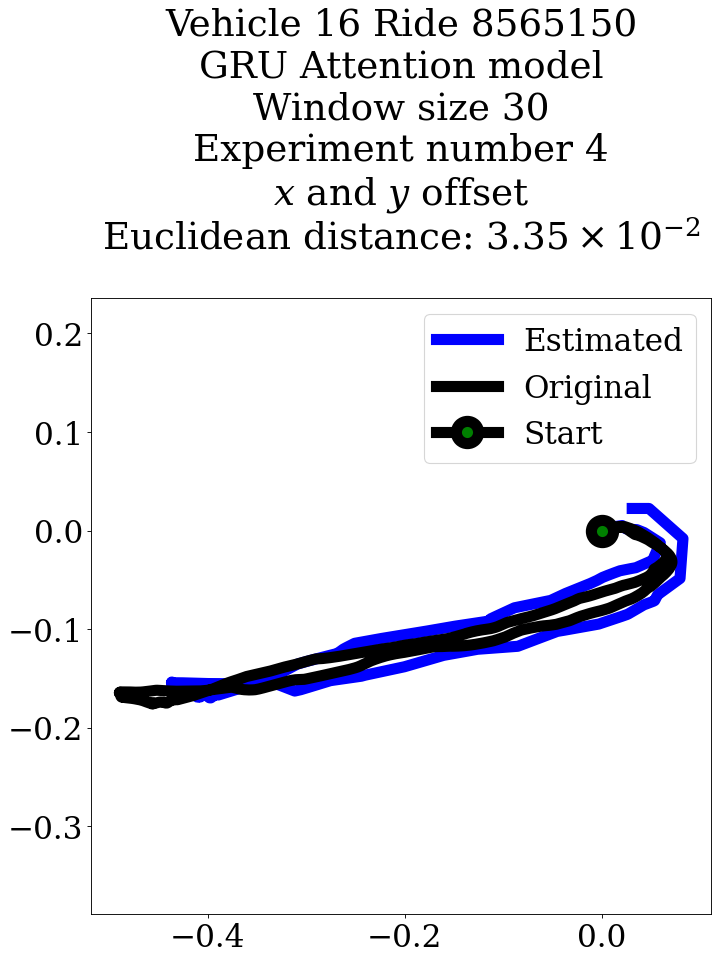 Vehicle 16 Ride 8565150
GRU Attention model
Window size 30
Experiment number 4
x and y offset
Euclidean distance: 3.35 × 10⁻²
Estimated
Original
Start
0.2
0.1
0.0
−0.1
−0.2
−0.3
−0.4
−0.2
0.0